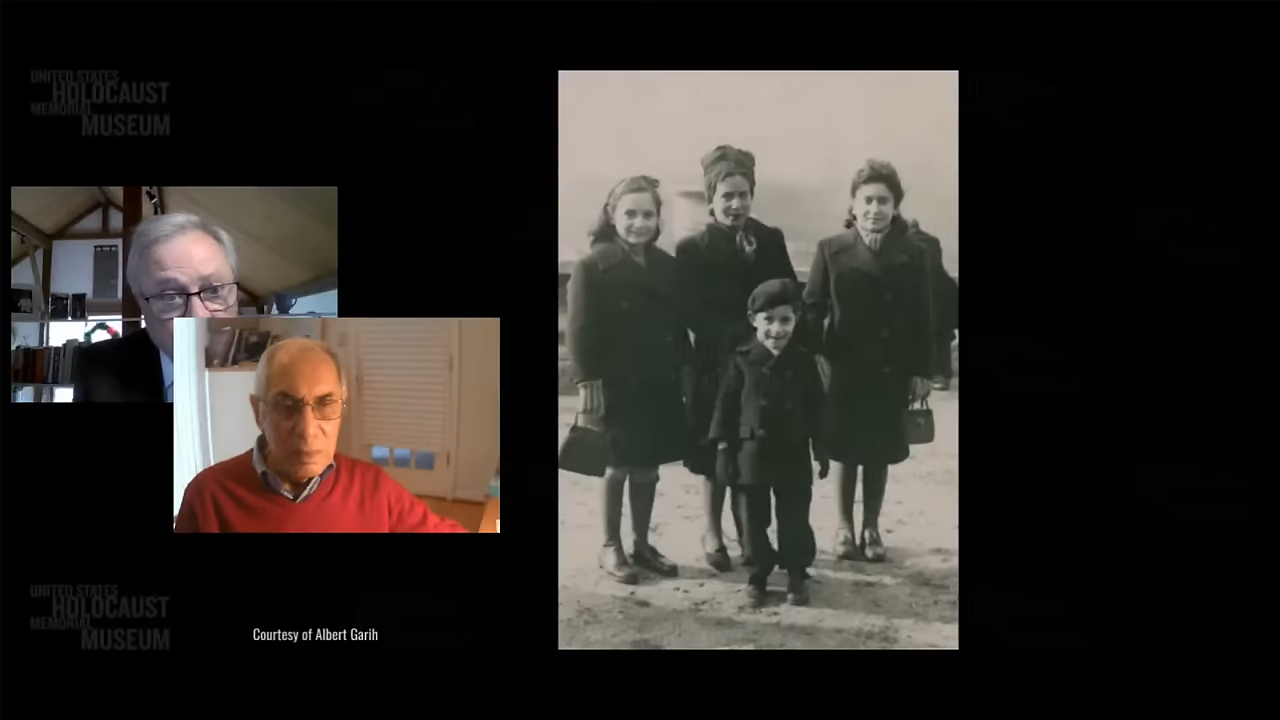 UNITED STATES
HOLOCAUST
MEMORIAL
MUSEUM
UNITED STATES
HOLOCAUST
MEMORIAL
MUSEUM
Courtesy of Albert Garih